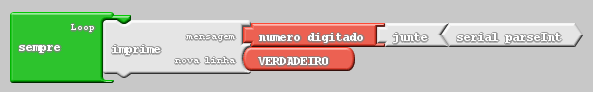 Loop
sempre
imprime
mensagem
numero digitado
junte
serial parseInt
nova linha
VERDADEIRO